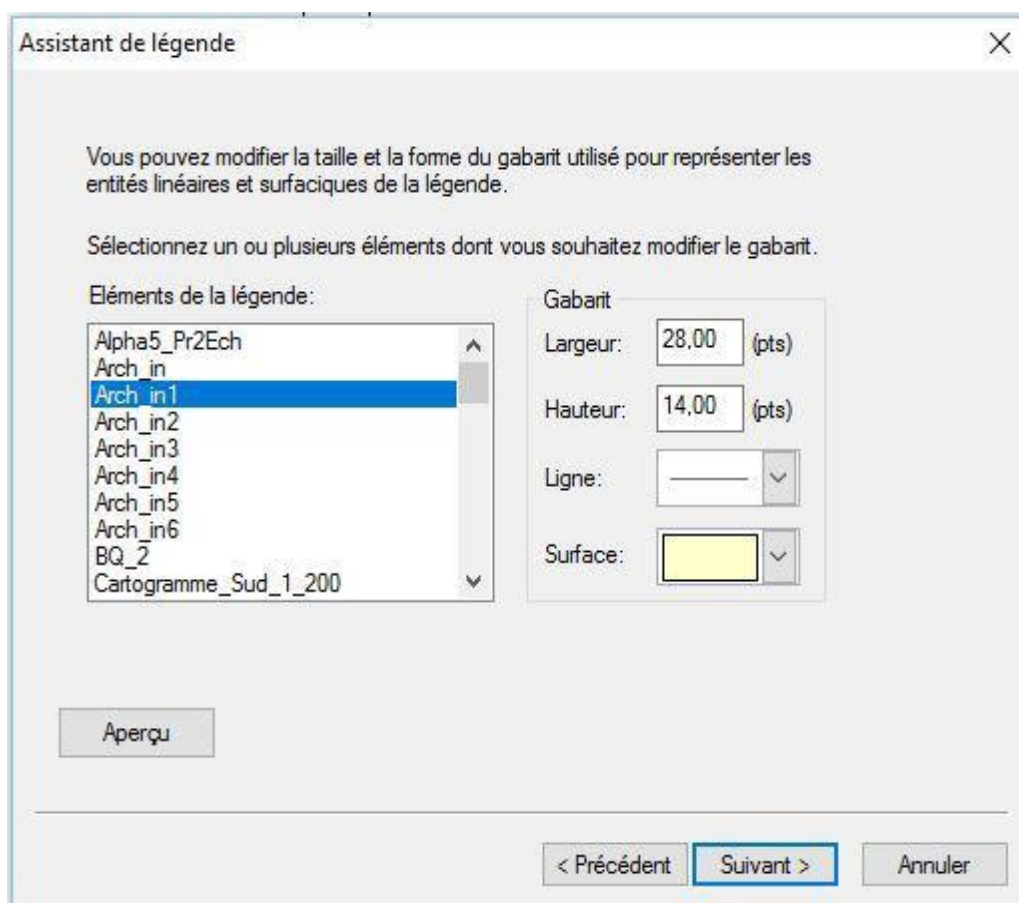 Assistant de légende
Vous pouvez modifier la taille et la forme du gabarit utilisé pour représenter les
entités linéaires et surfaciques de la légende.
Sélectionnez un ou plusieurs éléments dont vous souhaitez modifier le gabarit.
Eléments de la légende:
Alpha5_Pr2Ech
Arch_in
Arch_in1
Arch_in2
Arch_in3
Arch_in4
Arch_in5
Arch_in6
BQ_2
Cartogramme_Sud_1_200
Gabarit
Largeur: 28,00 (pts)
Hauteur: 14,00 (pts)
Ligne:
Surface:
Aperçu
< Précédent Suivant > Annuler